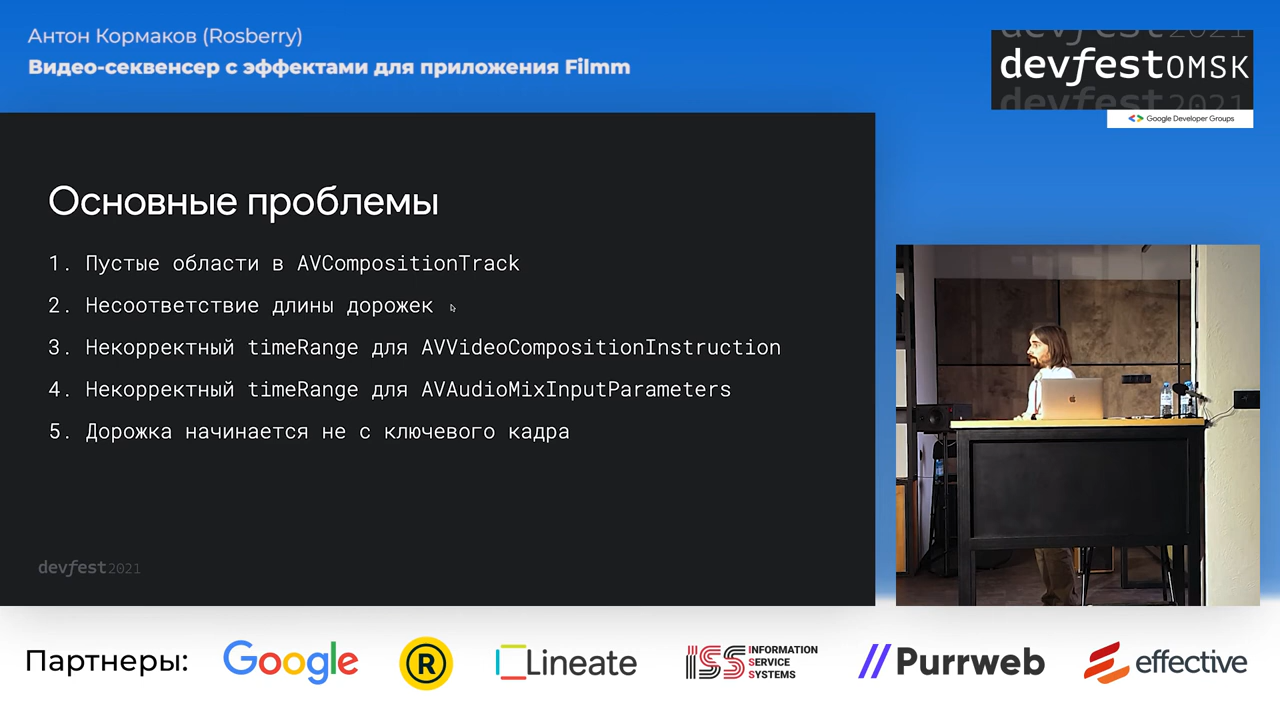 Антон Кормаков (Rosberry)
Видео-секвенсер с эффектами для приложения Filmm
devfest2021
devfestOMSK
devfest2021
Google Developer Groups
Основные проблемы
1. Пустые области в AVCompositionTrack
2. Несоответствие длины дорожек
3. Некорректный timeRange для AVVideoCompositionInstruction
4. Некорректный timeRange для AVAudioMixInputParameters
5. Дорожка начинается не с ключевого кадра
devfest2021
Партнеры:
Google
R
Lineate
ISS INFORMATION
SERVICE
SYSTEMS
Purrweb
effective